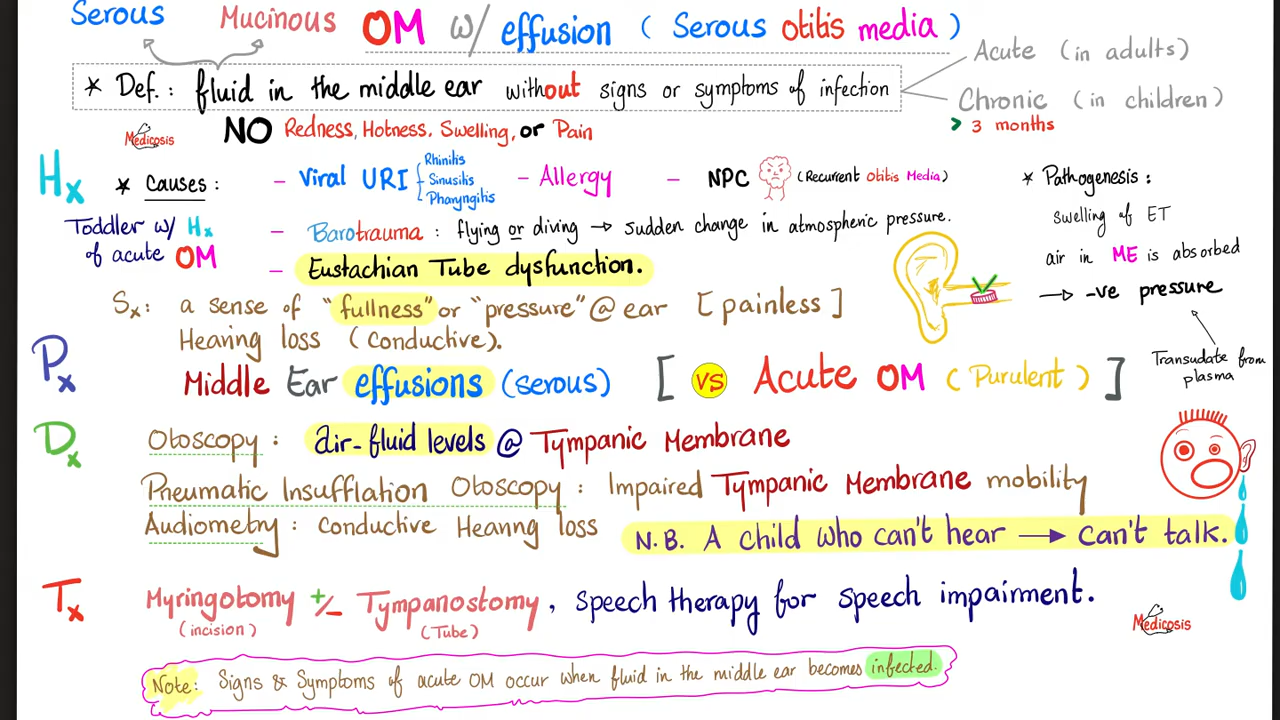 Serous Mucinous OM w/ effusion ( Serous otitis media )
* Def.: fluid in the middle ear without signs or symptoms of infection
Acute (in adults)
Chronic (in children)
> 3 months
Medicosis
NO Redness, Hotness. Swelling, or Pain
Hx
* Causes :
- Viral URI
Rhinitis
Sinusitis
Pharyngitis
- Allergy
- NPC (Recurrent Otitis Media)
Toddler w/ Hx
of acute OM
- Barotrauma : flying or diving → sudden change in atmospheric pressure.
- Eustachian Tube dysfunction.
* Pathogenesis :
swelling of ET
air in ME is absorbed
→ -ve pressure
Transudate from
plasma
Sx: a sense of "fullness" or "pressure" @ ear [painless]
Hearing loss (conductive).
Px
Middle Ear effusions (serous) [ vs Acute OM (Purulent) ]
Dx
Otoscopy : air-fluid levels @ Tympanic Membrane
Pneumatic Insufflation Otoscopy : Impaired Tympanic Membrane mobility
Audiometry : conductive Hearing loss
N.B. A child who can't hear → can't talk.
Tx
Myringotomy +/- Tympanostomy, speech therapy for speech impairment.
(incision) (Tube)
Medicosis
Note: Signs & Symptoms of acute OM occur when fluid in the middle ear becomes infected.